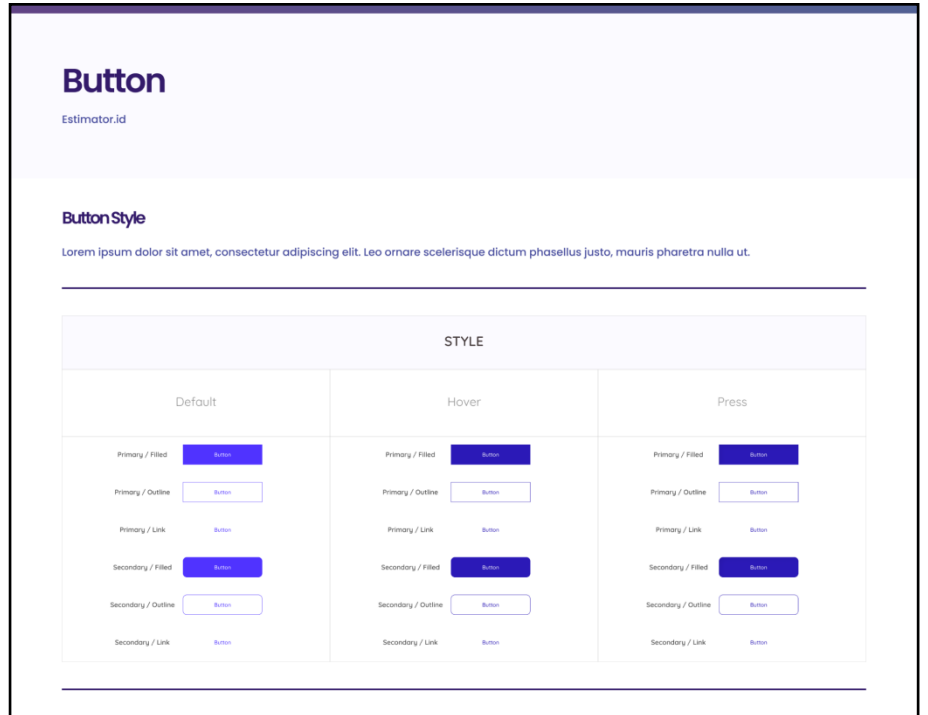 Button
Estimator.id
Button Style
Lorem ipsum dolor sit amet, consectetur adipiscing elit. Leo ornare scelerisque dictum phasellus justo, mauris pharetra nulla ut.
STYLE
Default Hover Press
Primary / Filled Button Primary / Filled Button Primary / Filled Button
Primary / Outline Button Primary / Outline Button Primary / Outline Button
Primary / Link Button Primary / Link Button Primary / Link Button
Secondary / Filled Button Secondary / Filled Button Secondary / Filled Button
Secondary / Outline Button Secondary / Outline Button Secondary / Outline Button
Secondary / Link Button Secondary / Link Button Secondary / Link Button